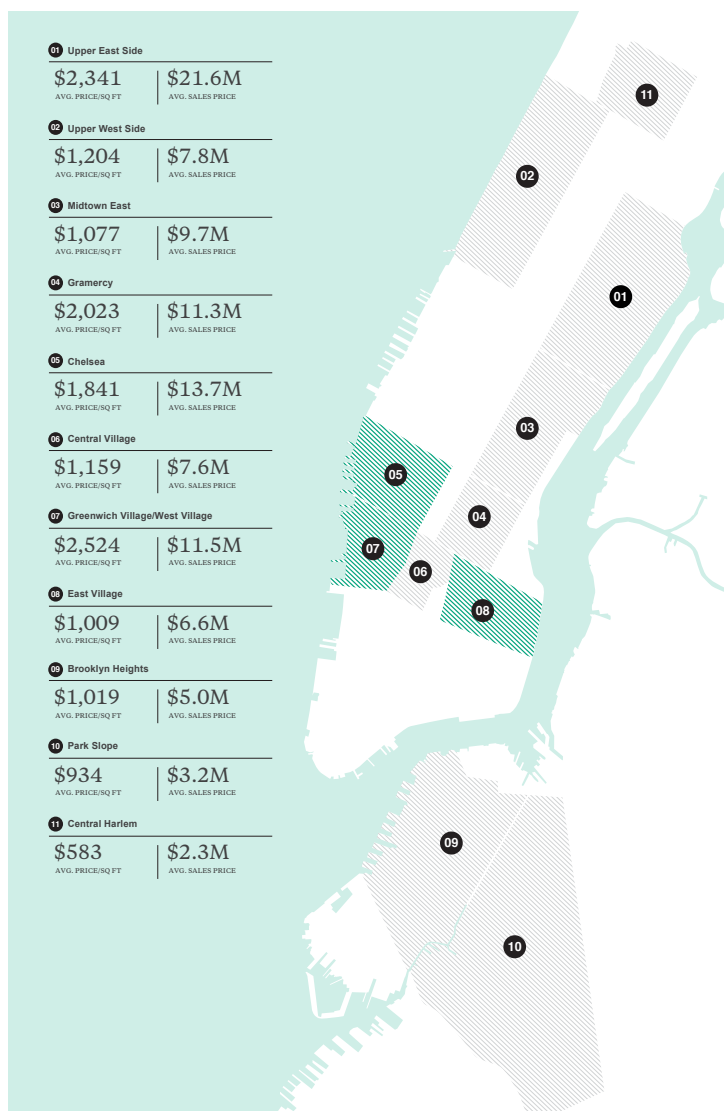 01 Upper East Side
$2,341 $21.6M
AVG. PRICE/SQ FT AVG. SALES PRICE
02 Upper West Side
$1,204 $7.8M
AVG. PRICE/SQ FT AVG. SALES PRICE
03 Midtown East
$1,077 $9.7M
AVG. PRICE/SQ FT AVG. SALES PRICE
04 Gramercy
$2,023 $11.3M
AVG. PRICE/SQ FT AVG. SALES PRICE
05 Chelsea
$1,841 $13.7M
AVG. PRICE/SQ FT AVG. SALES PRICE
06 Central Village
$1,159 $7.6M
AVG. PRICE/SQ FT AVG. SALES PRICE
07 Greenwich Village/West Village
$2,524 $11.5M
AVG. PRICE/SQ FT AVG. SALES PRICE
08 East Village
$1,009 $6.6M
AVG. PRICE/SQ FT AVG. SALES PRICE
09 Brooklyn Heights
$1,019 $5.0M
AVG. PRICE/SQ FT AVG. SALES PRICE
10 Park Slope
$934 $3.2M
AVG. PRICE/SQ FT AVG. SALES PRICE
11 Central Harlem
$583 $2.3M
AVG. PRICE/SQ FT AVG. SALES PRICE
11
02
01
03
05
04
07
06
08
09
10